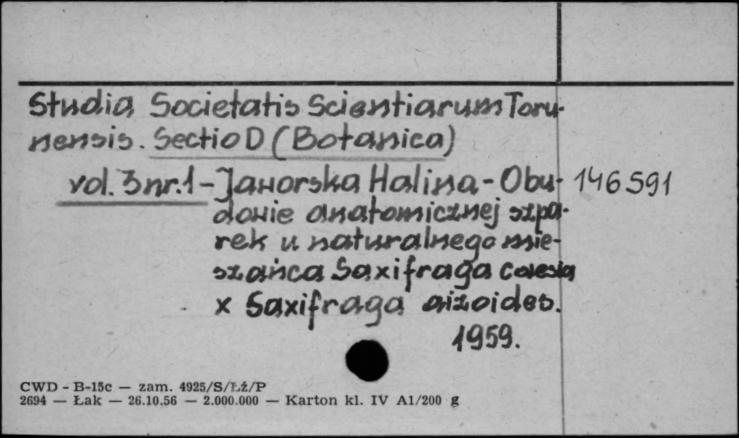 Studia Societatis Scientiarum Toru-
nensis. Sectio D (Botanica)
vol. 3 nr. 1 - Jaworska Halina - O bu- 146591
dowie anatomicznej szpa-
rek u naturalnego mie-
szańca Saxifraga caesia
x Saxifraga aizoides.
1959.
CWD - B-15c — zam. 4925/S/Łż/P
2694 — Łak — 26.10.56 — 2.000.000 — Karton kl. IV A1/200 g